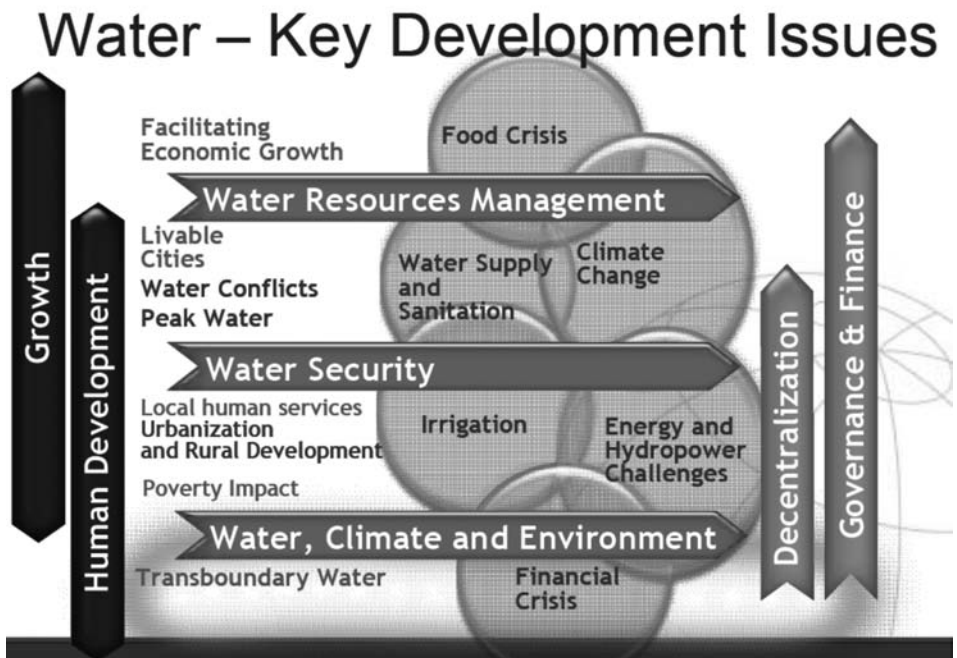 Water – Key Development Issues
Growth
Human Development
Facilitating
Economic Growth
Food Crisis
Water Resources Management
Livable
Cities
Water Conflicts
Peak Water
Water Supply
and
Sanitation
Climate
Change
Water Security
Local human services
Urbanization
and Rural Development
Poverty Impact
Irrigation
Energy and
Hydropower
Challenges
Water, Climate and Environment
Transboundary Water
Financial
Crisis
Decentralization
Governance & Finance